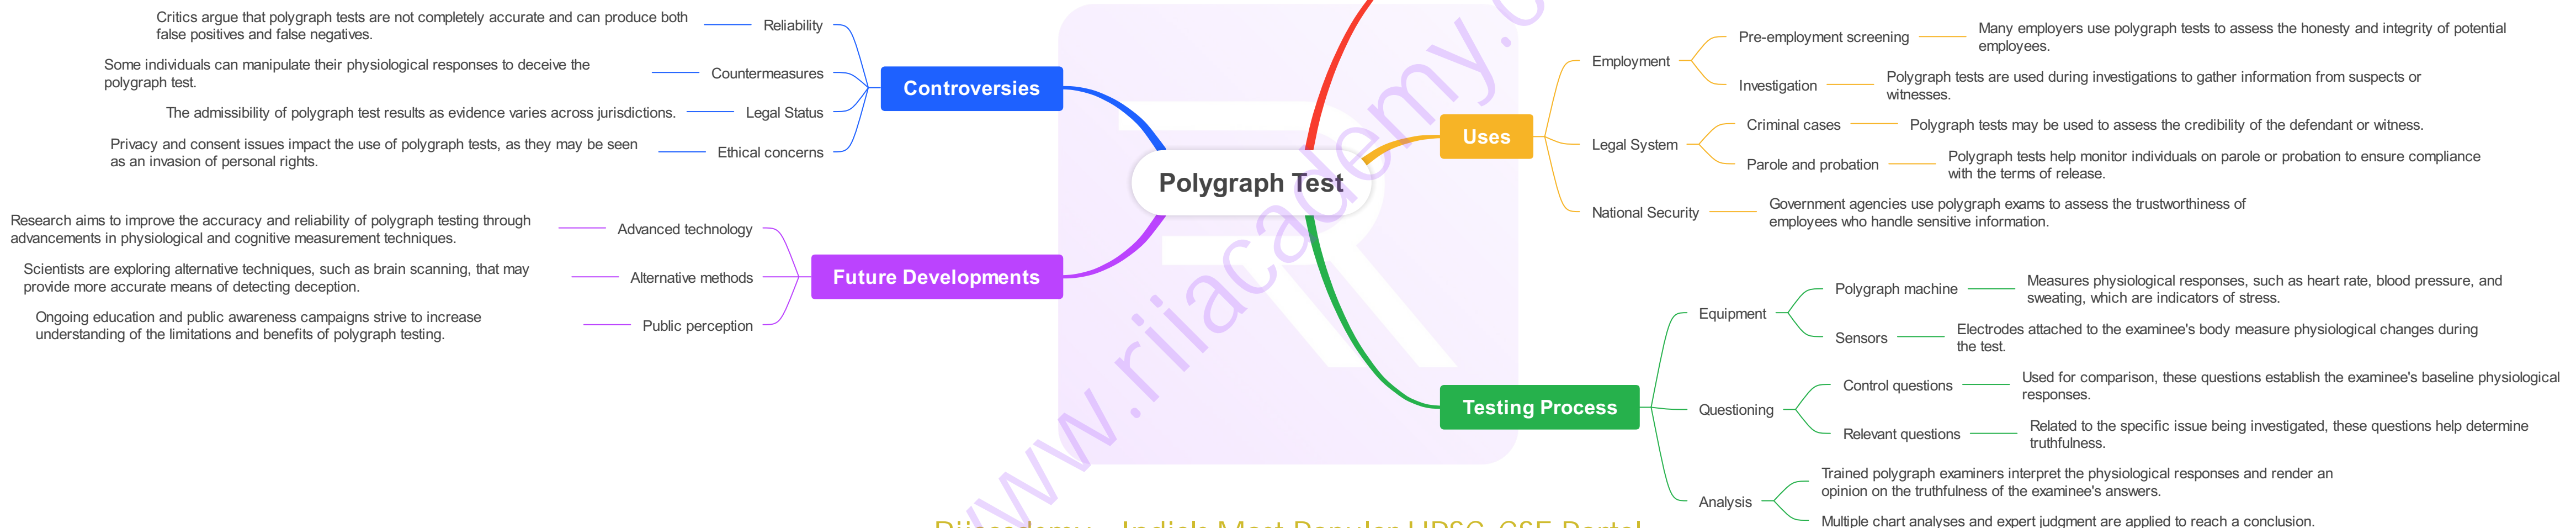 Polygraph Test
Controversies
Reliability
Critics argue that polygraph tests are not completely accurate and can produce both
false positives and false negatives.
Countermeasures
Some individuals can manipulate their physiological responses to deceive the
polygraph test.
Legal Status
The admissibility of polygraph test results as evidence varies across jurisdictions.
Ethical concerns
Privacy and consent issues impact the use of polygraph tests, as they may be seen
as an invasion of personal rights.
Future Developments
Advanced technology
Research aims to improve the accuracy and reliability of polygraph testing through
advancements in physiological and cognitive measurement techniques.
Alternative methods
Scientists are exploring alternative techniques, such as brain scanning, that may
provide more accurate means of detecting deception.
Public perception
Ongoing education and public awareness campaigns strive to increase
understanding of the limitations and benefits of polygraph testing.
Uses
Employment
Pre-employment screening
Many employers use polygraph tests to assess the honesty and integrity of potential
employees.
Investigation
Polygraph tests are used during investigations to gather information from suspects or
witnesses.
Legal System
Criminal cases
Polygraph tests may be used to assess the credibility of the defendant or witness.
Parole and probation
Polygraph tests help monitor individuals on parole or probation to ensure compliance
with the terms of release.
National Security
Government agencies use polygraph exams to assess the trustworthiness of
employees who handle sensitive information.
Testing Process
Equipment
Polygraph machine
Measures physiological responses, such as heart rate, blood pressure, and
sweating, which are indicators of stress.
Sensors
Electrodes attached to the examinee's body measure physiological changes during
the test.
Questioning
Control questions
Used for comparison, these questions establish the examinee's baseline physiological
responses.
Relevant questions
Related to the specific issue being investigated, these questions help determine
truthfulness.
Analysis
Trained polygraph examiners interpret the physiological responses and render an
opinion on the truthfulness of the examinee's answers.
Multiple chart analyses and expert judgment are applied to reach a conclusion.
www.riiacademy.o
R
India's Most Popular UPSC-CSE Portal